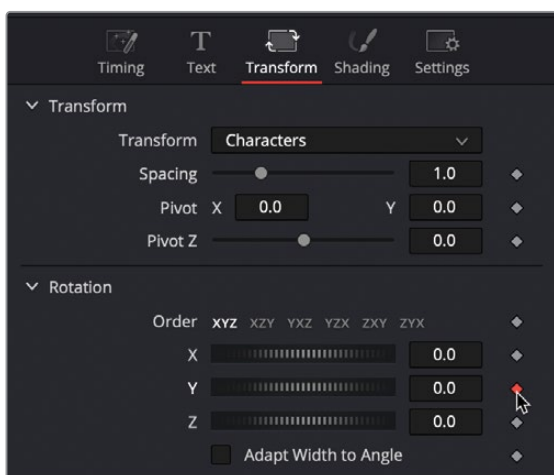 Timing Text Transform Shading Settings
Transform
Transform Characters
Spacing 1.0
Pivot X 0.0 Y 0.0
Pivot Z 0.0
Rotation
Order XYZ XZY YXZ YZX ZXY ZYX
X 0.0
Y 0.0
Z 0.0
Adapt Width to Angle